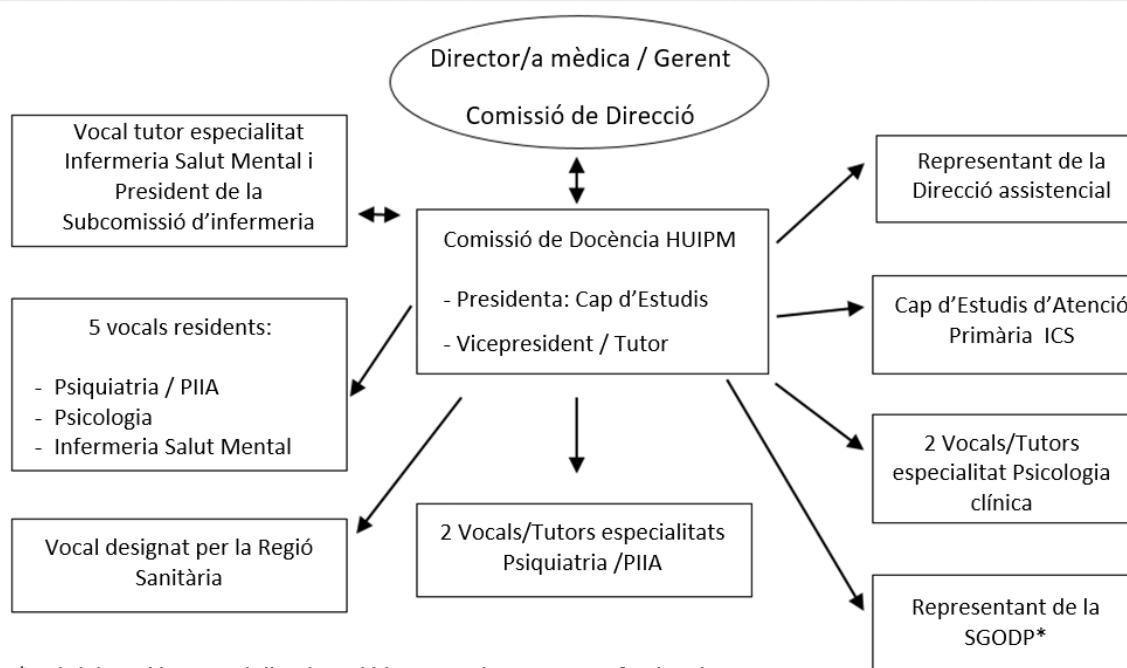 Director/a mèdica / Gerent
Comissió de Direcció
Vocal tutor especialitat
Infermeria Salut Mental i
President de la
Subcomissió d’infermeria
Representant de la
Direcció assistencial
Comissió de Docència HUIPM
- Presidenta: Cap d’Estudis
- Vicepresident / Tutor
5 vocals residents:
- Psiquiatria / PIIA
- Psicologia
- Infermeria Salut Mental
Cap d’Estudis d’Atenció
Primària ICS
2 Vocals/Tutors
especialitat Psicologia
clínica
Vocal designat per la Regió
Sanitària
2 Vocals/Tutors especialitats
Psiquiatria /PIIA
Representant de la
SGODP*